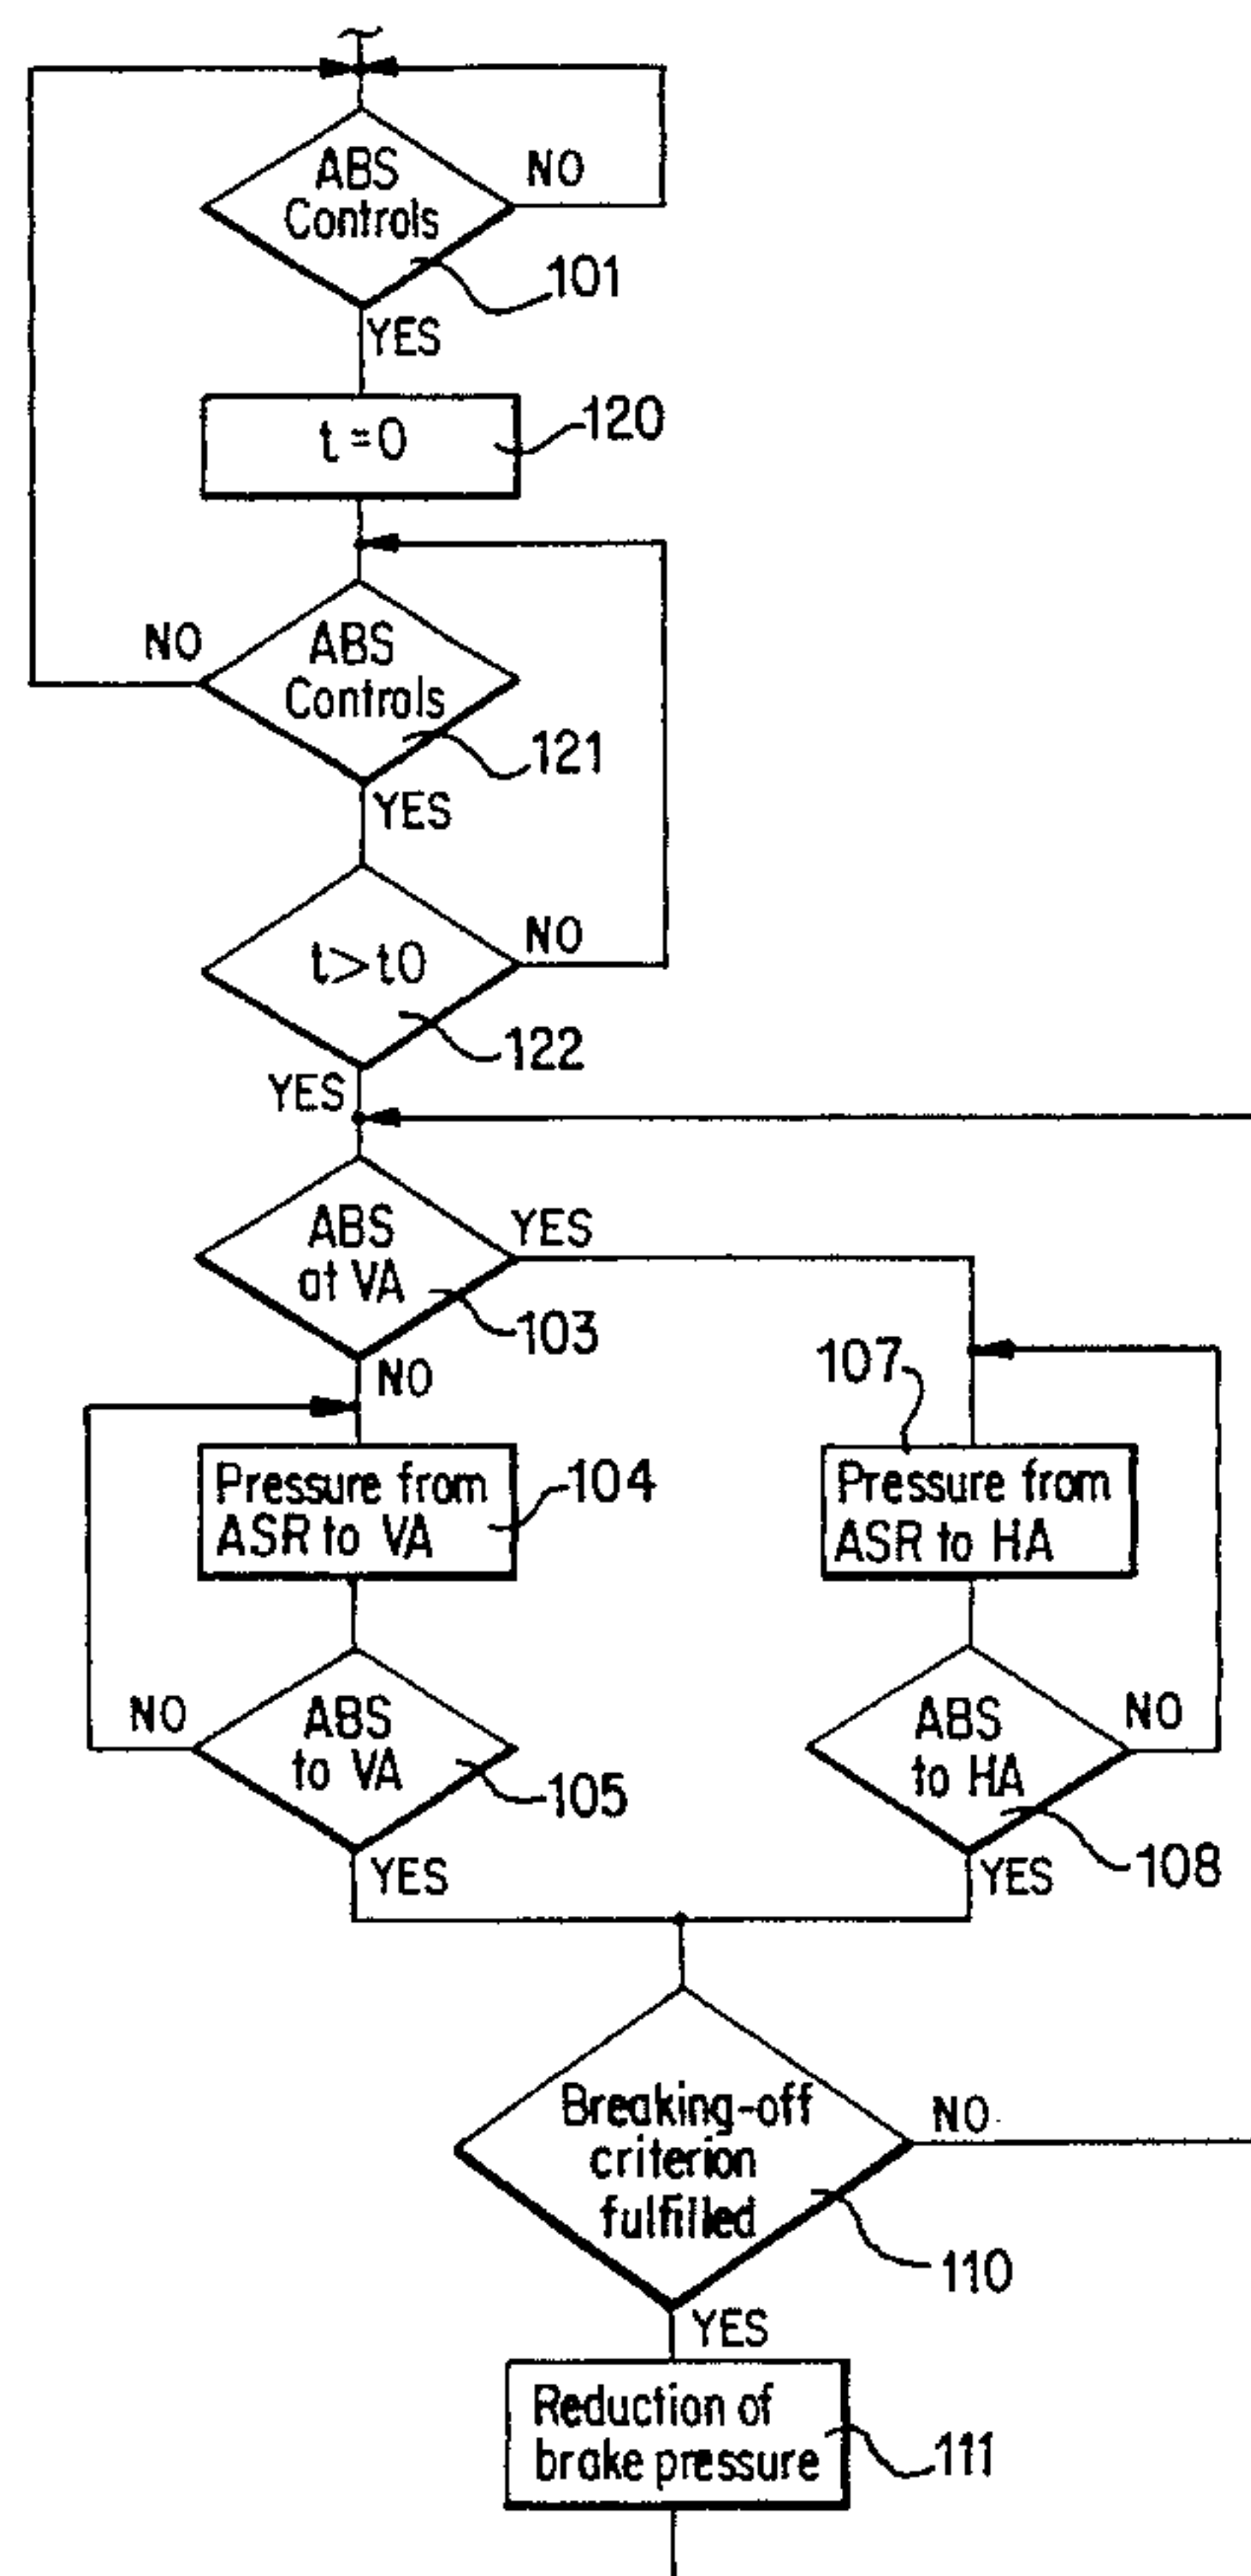 ABS
Controls
NO
101
YES
t=0
120
NO
ABS
Controls
121
YES
t>t0
NO
122
YES
ABS
at VA
YES
103
NO
107
Pressure from
ASR to VA
104
Pressure from
ASR to HA
NO
ABS
to VA
105
YES
ABS
to HA
NO
108
YES
Breaking-off
criterion
fulfilled
NO
110
YES
Reduction of
brake pressure
111